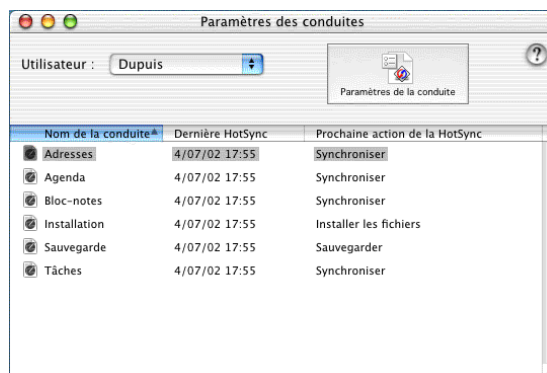 Paramètres des conduites
Utilisateur : Dupuis
?
Paramètres de la conduite
Nom de la conduite Dernière HotSync Prochaine action de la HotSync
Adresses 4/07/02 17:55 Synchroniser
Agenda 4/07/02 17:55 Synchroniser
Bloc-notes 4/07/02 17:55 Synchroniser
Installation 4/07/02 17:55 Installer les fichiers
Sauvegarde 4/07/02 17:55 Sauvegarder
Tâches 4/07/02 17:55 Synchroniser